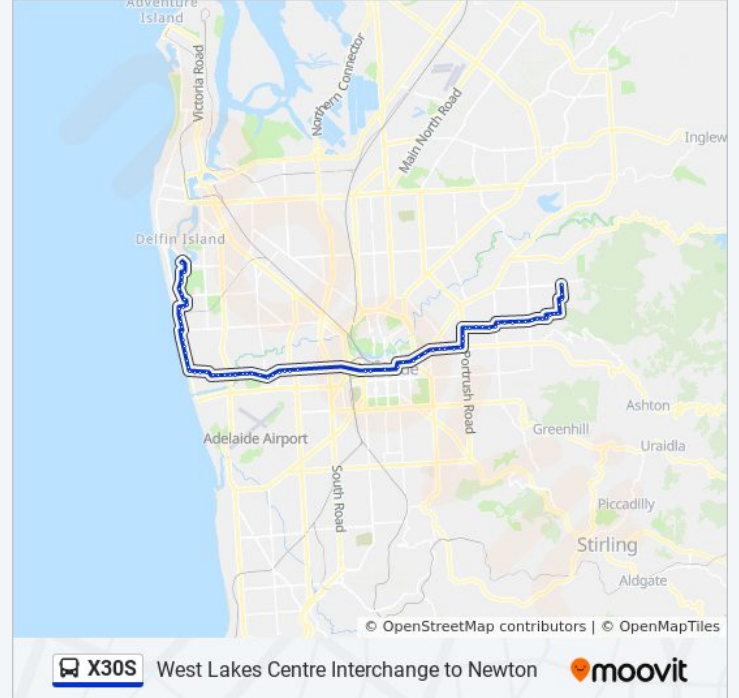 Adventure
Island
Victoria Road
Northern Connector
Main North Road
Inglew
Delfin Island
de
Portrush Road
Ashton
Greenhill
Adelaide Airport
Uraidla
South Road
Piccadilly
Stirling
Aldgate
© OpenStreetMap contributors | © OpenMapTiles
X30S West Lakes Centre Interchange to Newton moovit